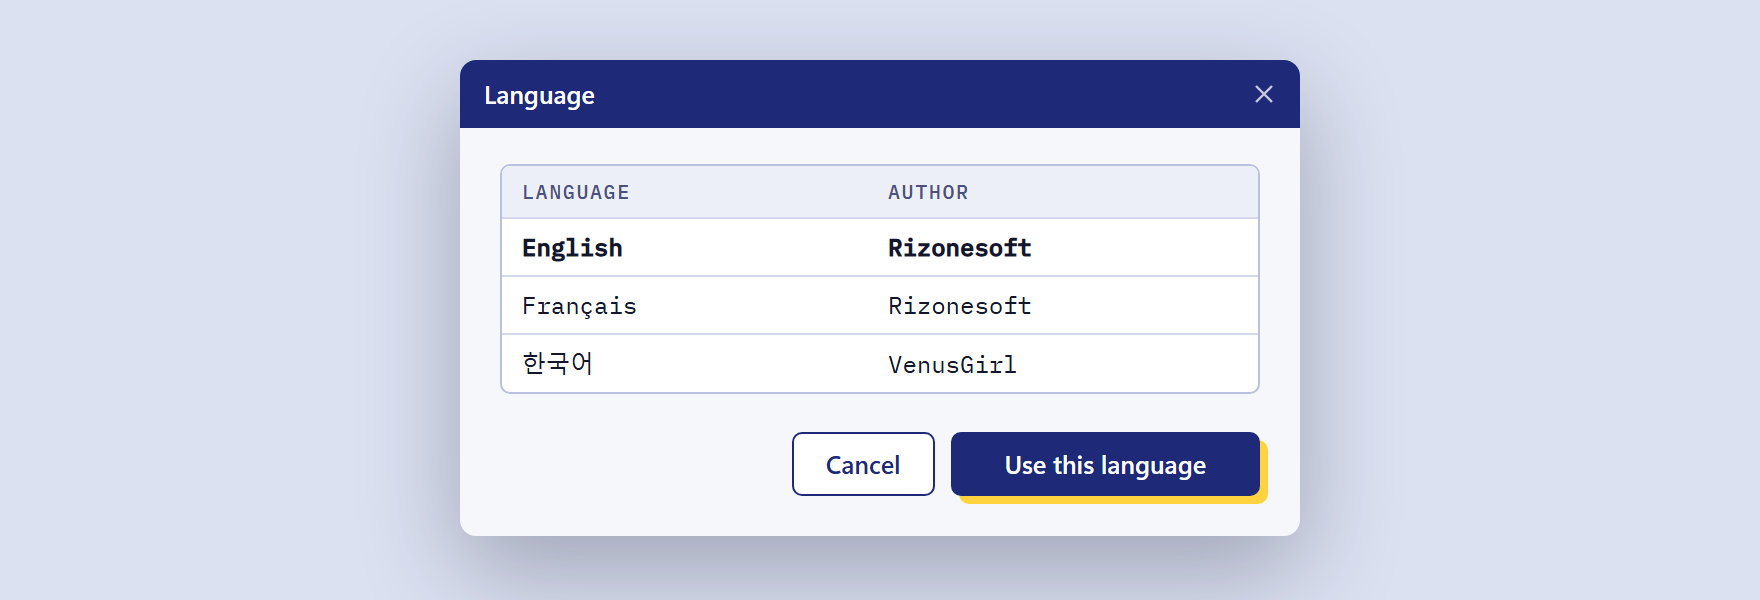 Language
LANGUAGE AUTHOR
English Rizonesoft
Français Rizonesoft
한국어 VenusGirl
Cancel Use this language